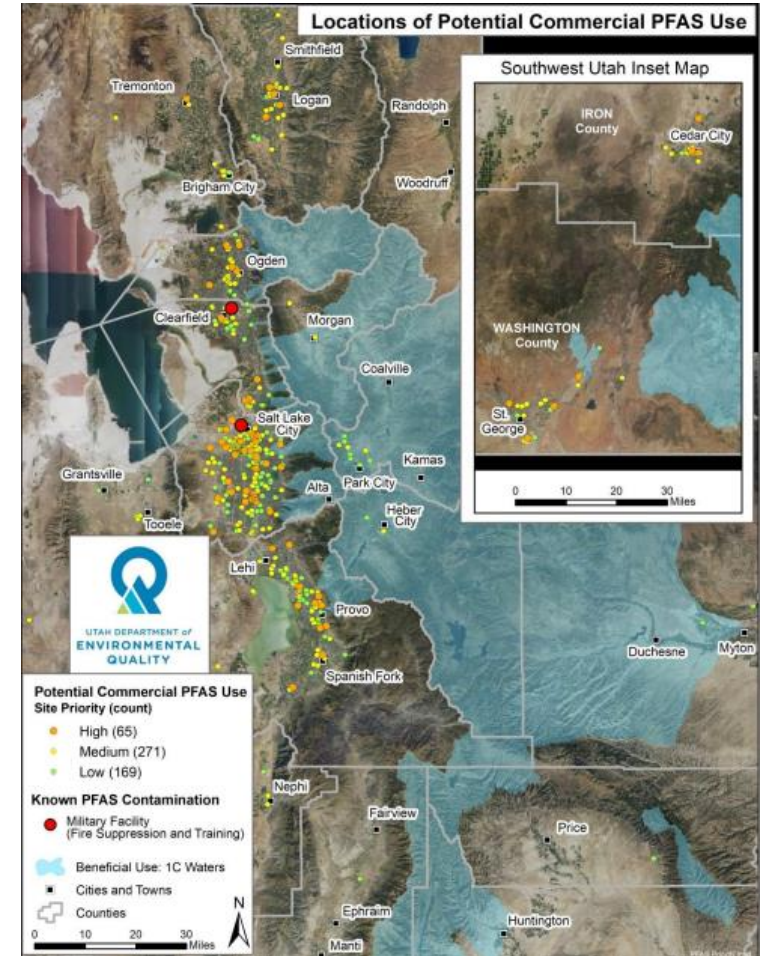 Locations of Potential Commercial PFAS Use
Smithfield
Tremonton
Logan
Randolph
Brigham City
Woodruff
Ogden
Clearfield
Morgan
Coalville
Salt Lake
City
Grantsville
Kamas
Park City
Alta
Tooele
Heber
City
Lehi
Provo
Duchesne
Myton
Spanish Fork
Nephi
Fairview
Price
Ephraim
Huntington
Manti
Southwest Utah Inset Map
IRON
County
Cedar City
WASHINGTON
County
St.
George
0 10 20 30
Miles
UTAH DEPARTMENT of
ENVIRONMENTAL
QUALITY
Potential Commercial PFAS Use
Site Priority (count)
High (65)
Medium (271)
Low (169)
Known PFAS Contamination
Military Facility
(Fire Suppression and Training)
Beneficial Use: 1C Waters
Cities and Towns
Counties
N
0 10 20 30
Miles